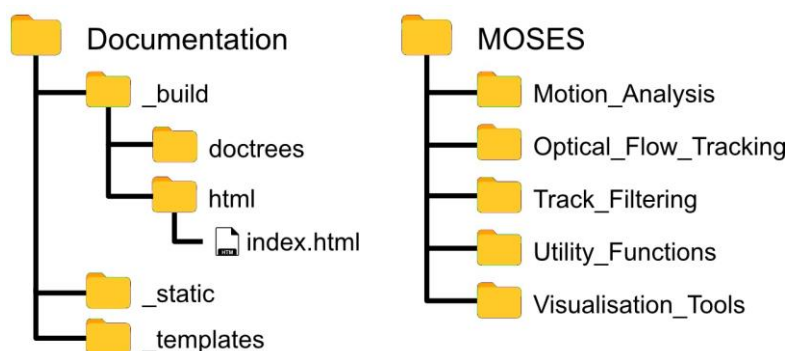 Documentation
_build
doctrees
html
index.html
_static
_templates
MOSES
Motion_Analysis
Optical_Flow_Tracking
Track_Filtering
Utility_Functions
Visualisation_Tools